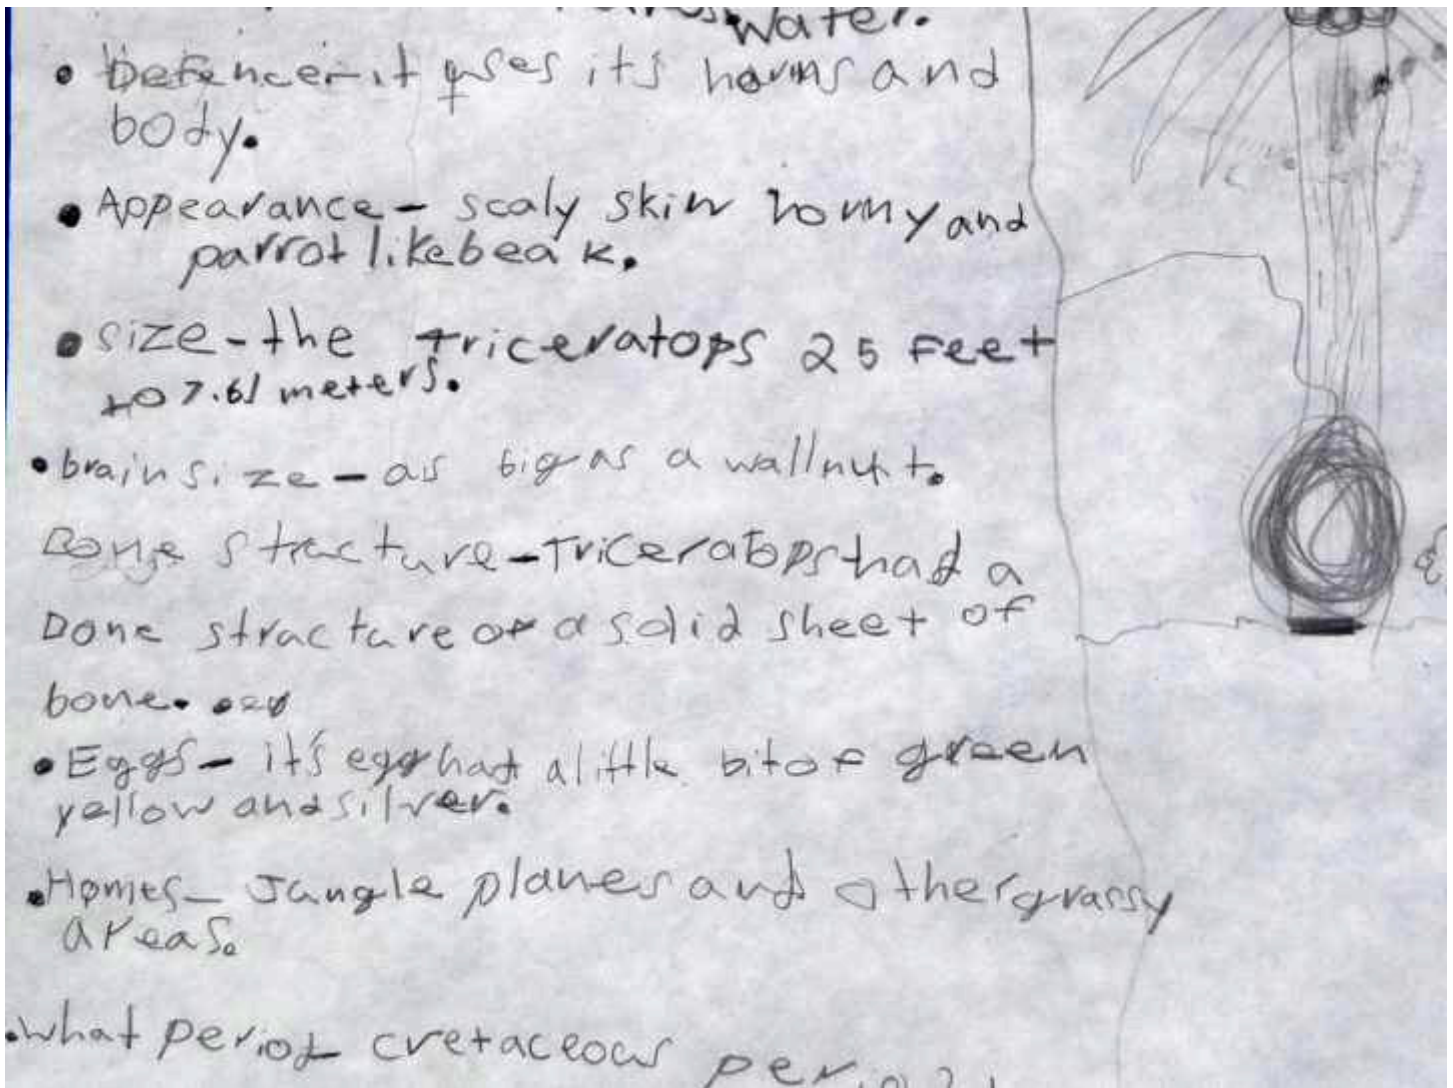 water.
• Defence-it uses its horns and
body.
• Appearance- scaly skin horny and
parrot like beak.
• size-the triceratops 25 feet
to 7.61 meters.
• brain size - as big as a wallnut.
Bone structure-Triceratops had a
bone structure of a solid sheet of
bone.
• Eggs- it's egg had a little bit of green
yellow and silver.
• Homes- Jungle planes and other grassy
areas.
• What period cretaceous period